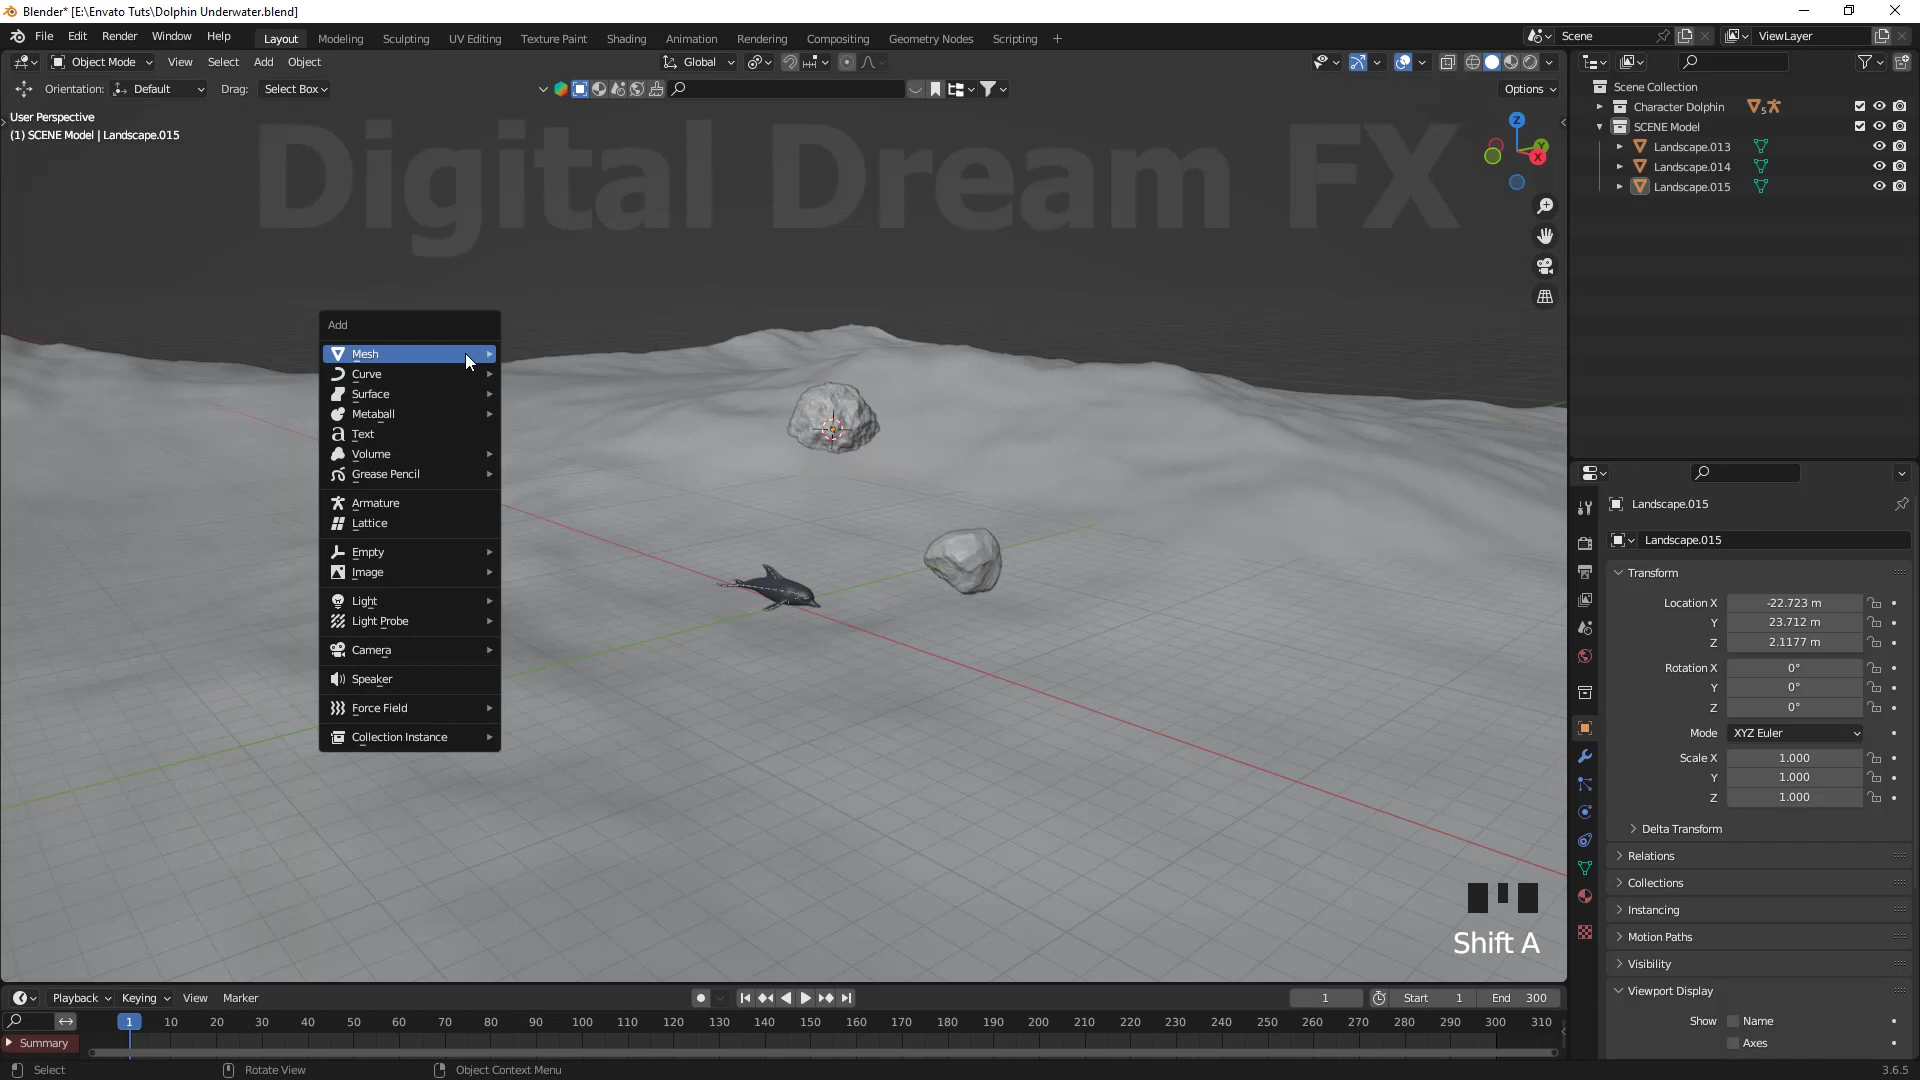 Blender* [E:\Envato Tuts\Dolphin Underwater.blend]
File Edit Render Window Help Layout Modeling Sculpting UV Editing Texture Paint Shading Animation Rendering Compositing Geometry Nodes Scripting Scene ViewLayer
Object Mode View Select Add Object Global
Orientation: Default Drag: Select Box Options
User Perspective
(1) SCENE Model | Landscape.015
Digital Dream FX
Z
Y
X
Add
Mesh
Curve
Surface
Metaball
Text
Volume
Grease Pencil
Armature
Lattice
Empty
Image
Light
Light Probe
Camera
Speaker
Force Field
Collection Instance
Shift A
Scene Collection
Character Dolphin 5
SCENE Model
Landscape.013
Landscape.014
Landscape.015
Landscape.015
Landscape.015
Transform
Location X -22.723 m
Y 23.712 m
Z 2.1177 m
Rotation X 0°
Y 0°
Z 0°
Mode XYZ Euler
Scale X 1.000
Y 1.000
Z 1.000
Delta Transform
Relations
Collections
Instancing
Motion Paths
Visibility
Viewport Display
Show Name
Axes
Playback Keying View Marker 1 Start 1 End 300
1 10 20 30 40 50 60 70 80 90 100 110 120 130 140 150 160 170 180 190 200 210 220 230 240 250 260 270 280 290 300 310
Summary
Select Rotate View Object Context Menu 3.6.5